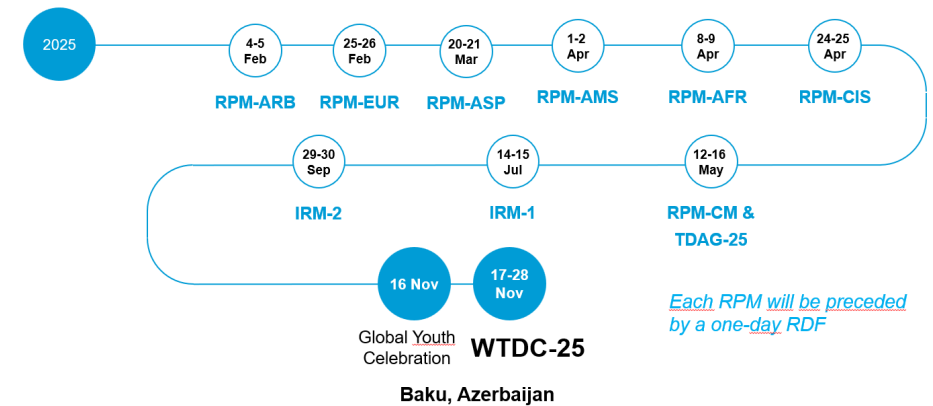 2025
4-5
Feb
RPM-ARB
25-26
Feb
RPM-EUR
20-21
Mar
RPM-ASP
1-2
Apr
RPM-AMS
8-9
Apr
RPM-AFR
24-25
Apr
RPM-CIS
12-16
May
RPM-CM &
TDAG-25
14-15
Jul
IRM-1
29-30
Sep
IRM-2
16 Nov
Global Youth
Celebration
17-28
Nov
WTDC-25
Baku, Azerbaijan
Each RPM will be preceded
by a one-day RDF